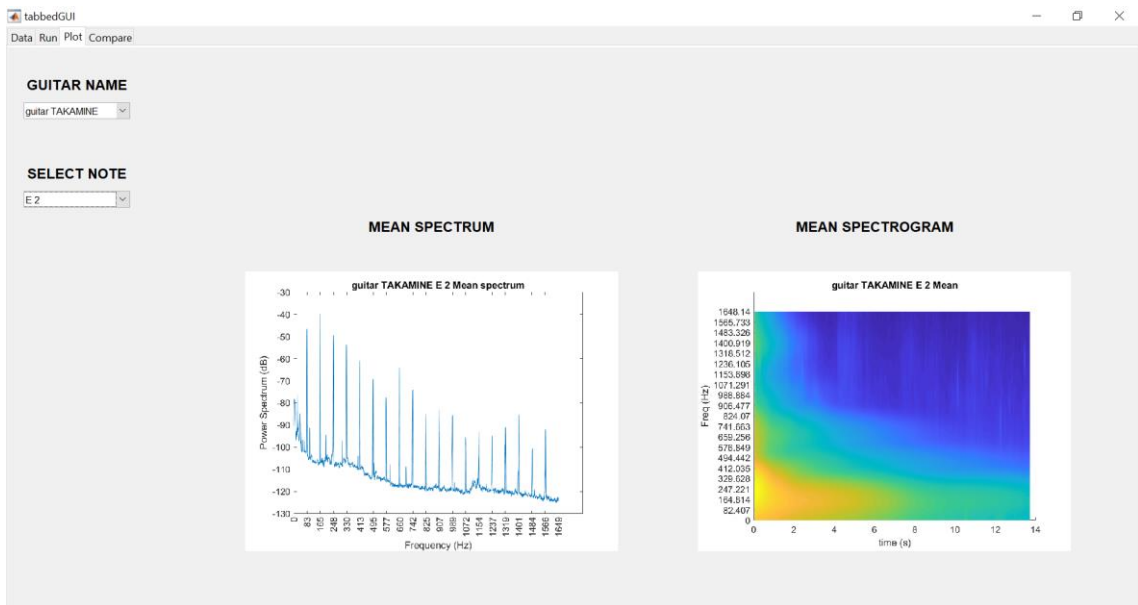 tabbedGUI
Data Run Plot Compare
GUITAR NAME
guitar TAKAMINE
SELECT NOTE
E 2
MEAN SPECTRUM
guitar TAKAMINE E 2 Mean spectrum
-30
-40
-50
-60
-70
-80
-90
-100
-110
-120
-130
Power Spectrum (dB)
0 83 165 248 330 413 495 577 660 742 825 907 989 1072 1154 1237 1319 1401 1484 1566 1649
Frequency (Hz)
MEAN SPECTROGRAM
guitar TAKAMINE E 2 Mean
1648.14
1565.733
1483.326
1400.919
1318.512
1236.105
1153.698
1071.291
988.884
906.477
824.07
741.663
659.256
576.849
494.442
412.035
329.628
247.221
164.814
82.407
0
Freq (Hz)
0 2 4 6 8 10 12 14
time (s)